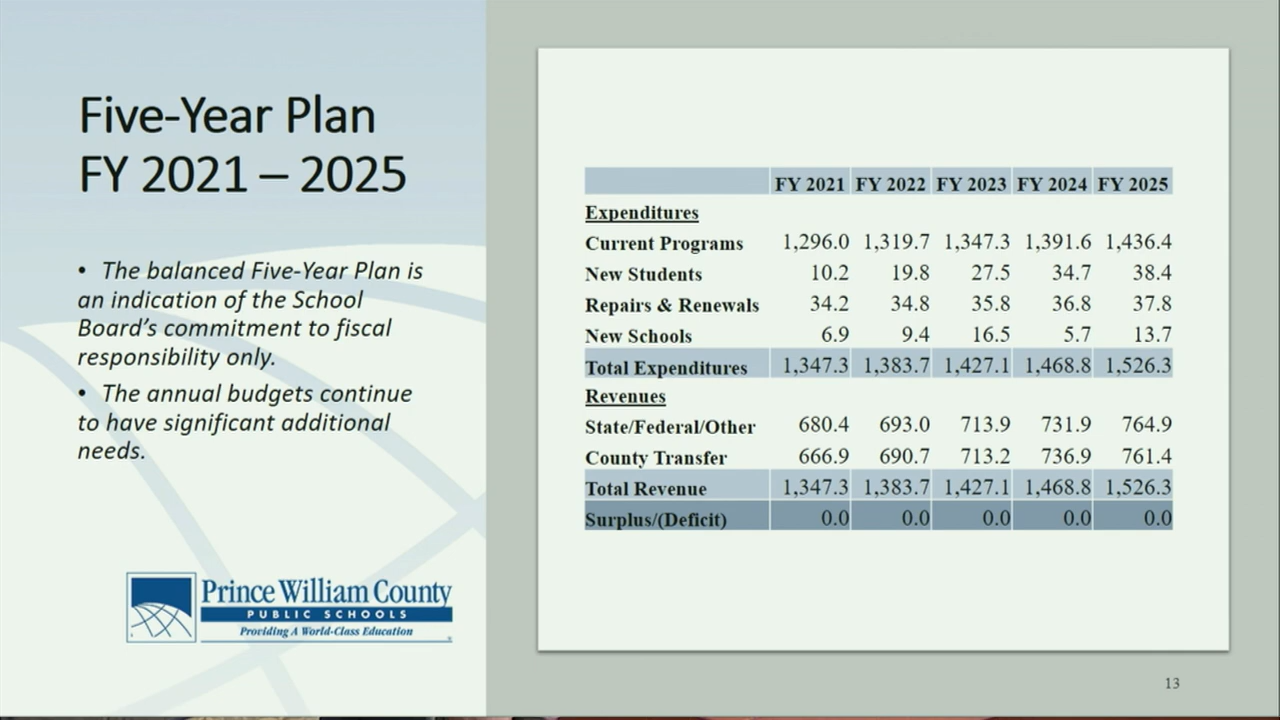 Five-Year Plan
FY 2021 – 2025
• The balanced Five-Year Plan is
an indication of the School
Board's commitment to fiscal
responsibility only.
• The annual budgets continue
to have significant additional
needs.
Prince William County
PUBLIC SCHOOLS
Providing A World-Class Education
FY 2021 FY 2022 FY 2023 FY 2024 FY 2025
Expenditures
Current Programs 1,296.0 1,319.7 1,347.3 1,391.6 1,436.4
New Students 10.2 19.8 27.5 34.7 38.4
Repairs & Renewals 34.2 34.8 35.8 36.8 37.8
New Schools 6.9 9.4 16.5 5.7 13.7
Total Expenditures 1,347.3 1,383.7 1,427.1 1,468.8 1,526.3
Revenues
State/Federal/Other 680.4 693.0 713.9 731.9 764.9
County Transfer 666.9 690.7 713.2 736.9 761.4
Total Revenue 1,347.3 1,383.7 1,427.1 1,468.8 1,526.3
Surplus/(Deficit) 0.0 0.0 0.0 0.0 0.0
13